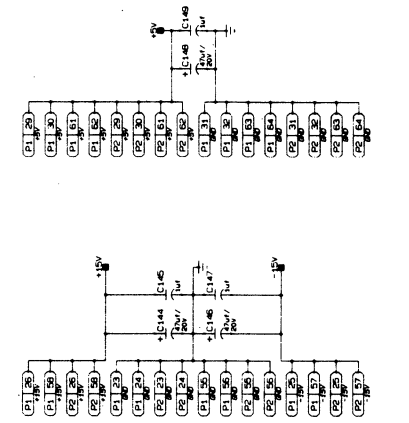 C149
1uf
+5V
C148
+ 47uf/
20V
P1 29 +5V
P1 30 +5V
P1 61 +5V
P1 62 +5V
P2 29 +5V
P2 30 +5V
P2 61 +5V
P2 62 +5V
P1 31 GND
P1 32 GND
P1 63 GND
P1 64 GND
P2 31 GND
P2 32 GND
P2 63 GND
P2 64 GND
+15V
-15V
C145
1uf
C147
1uf
C144
+ 47uf/
20V
C146
+ 47uf/
20V
P1 26 +15V
P1 58 +15V
P2 26 +15V
P2 58 +15V
P1 23 GND
P1 24 GND
P2 23 GND
P2 24 GND
P1 55 GND
P1 56 GND
P2 55 GND
P2 56 GND
P1 25 -15V
P1 57 -15V
P2 25 -15V
P2 57 -15V